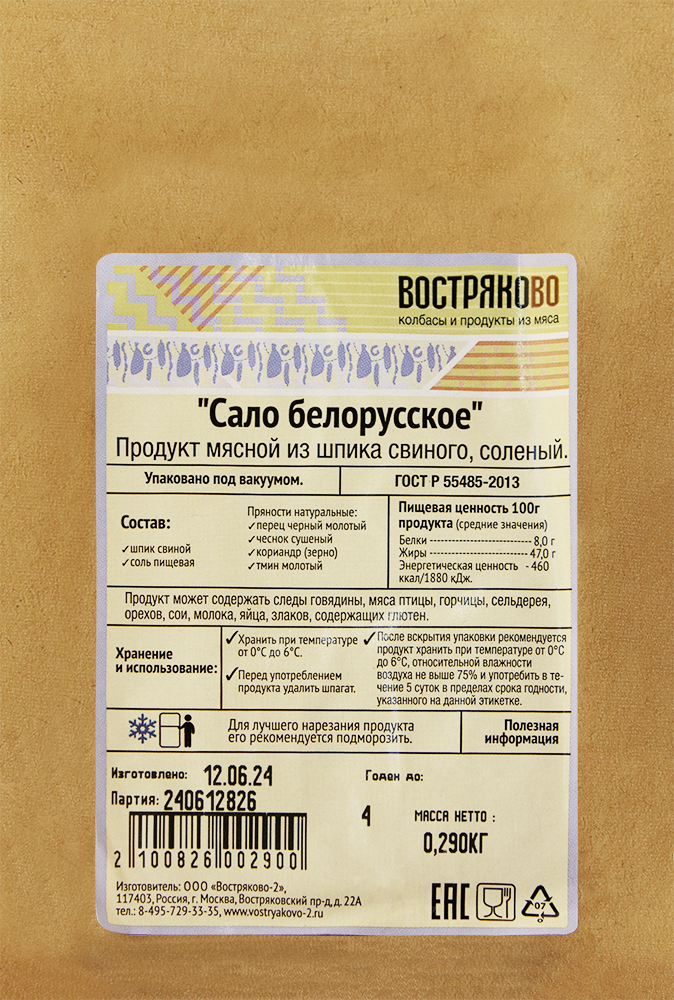 ВОСТРЯКОВО
колбасы и продукты из мяса
"Сало белорусское"
Продукт мясной из шпика свиного, соленый.
Упаковано под вакуумом.
ГОСТ Р 55485-2013
Состав:
✓шпик свиной
✓соль пищевая
Пряности натуральные:
✓перец черный молотый
✓чеснок сушеный
✓кориандр (зерно)
✓тмин молотый
Пищевая ценность 100г
продукта (средние значения)
Белки ---------------------------- 8,0 г
Жиры ---------------------------- 47,0 г
Энергетическая ценность - 460
ккал/1880 кДж.
Продукт может содержать следы говядины, мяса птицы, горчицы, сельдерея,
орехов, сои, молока, яйца, злаков, содержащих глютен.
Хранение
и использование:
✓Хранить при температуре
от 0°С до 6°С.
✓Перед употреблением
продукта удалить шпагат.
✓После вскрытия упаковки рекомендуется
продукт хранить при температуре от 0°С
до 6°С, относительной влажности
воздуха не выше 75% и употребить в те-
чение 5 суток в пределах срока годности,
указанного на данной этикетке.
Для лучшего нарезания продукта
его рекомендуется подморозить.
Полезная
информация
Изготовлено: 12.06.24
Годен до:
Партия: 240612826
4
МАССА НЕТТО :
0,290КГ
2 100826 002900
Изготовитель: ООО «Востряково-2»,
117403, Россия, г. Москва, Востряковский пр-д, д. 22А
тел.: 8-495-729-33-35, www.vostryakovo-2.ru
ЕАС
07